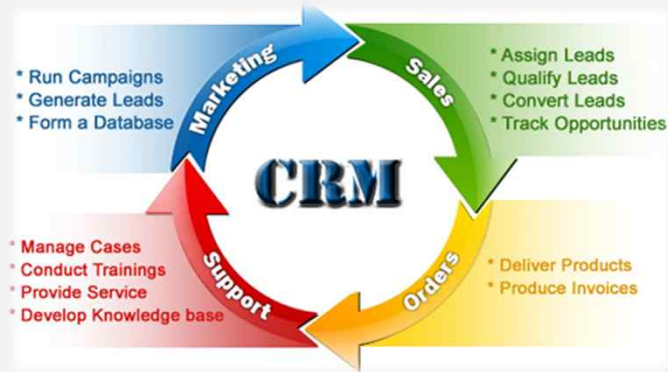 Marketing
* Run Campaigns
* Generate Leads
* Form a Database
Sales
* Assign Leads
* Qualify Leads
* Convert Leads
* Track Opportunities
CRM
Support
* Manage Cases
* Conduct Trainings
* Provide Service
* Develop Knowledge base
Orders
* Deliver Products
* Produce Invoices